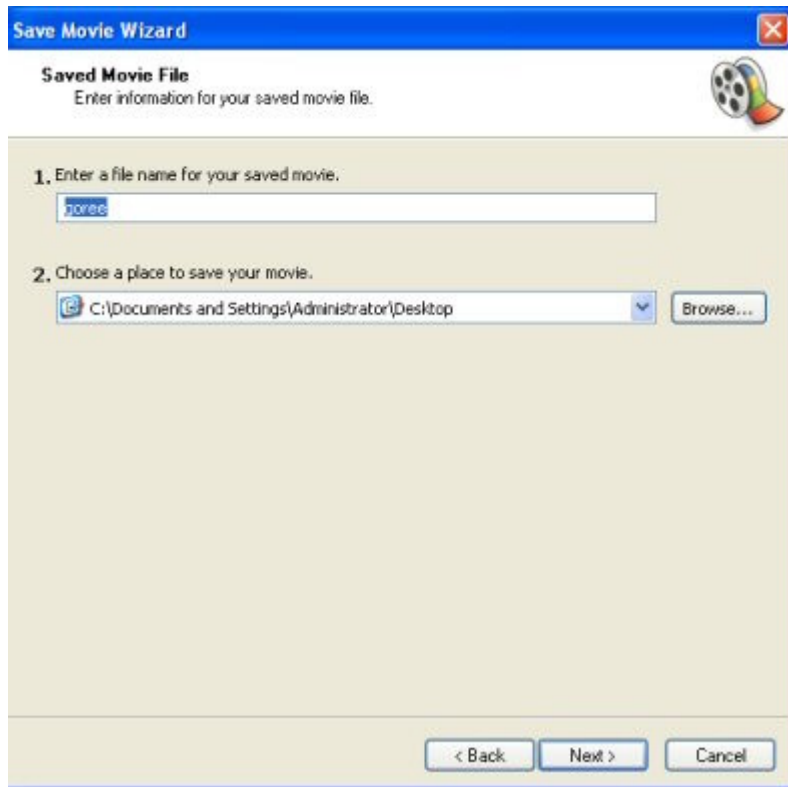 Save Movie Wizard
Saved Movie File
Enter information for your saved movie file.
1. Enter a file name for your saved movie.
goree
2. Choose a place to save your movie.
C:\Documents and Settings\Administrator\Desktop
Browse...
< Back Next > Cancel